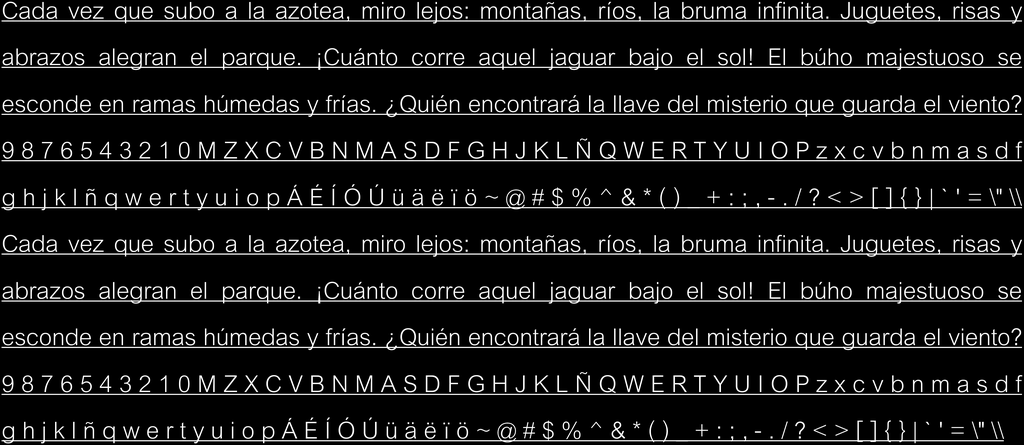 Cada vez que subo a la azotea, miro lejos: montañas, ríos, la bruma infinita. Juguetes, risas y
abrazos alegran el parque. ¡Cuánto corre aquel jaguar bajo el sol! El búho majestuoso se
esconde en ramas húmedas y frías. ¿Quién encontrará la llave del misterio que guarda el viento?
9 8 7 6 5 4 3 2 1 0 M Z X C V B N M A S D F G H J K L Ñ Q W E R T Y U I O P z x c v b n m a s d f
g h j k l ñ q w e r t y u i o p Á É Í Ó Ú ü ä ë ï ö ~ @ # $ % ^ & * ( ) _ + : ; , - . / ? < > [ ] { } | ` ' = \" \\
Cada vez que subo a la azotea, miro lejos: montañas, ríos, la bruma infinita. Juguetes, risas y
abrazos alegran el parque. ¡Cuánto corre aquel jaguar bajo el sol! El búho majestuoso se
esconde en ramas húmedas y frías. ¿Quién encontrará la llave del misterio que guarda el viento?
9 8 7 6 5 4 3 2 1 0 M Z X C V B N M A S D F G H J K L Ñ Q W E R T Y U I O P z x c v b n m a s d f
g h j k l ñ q w e r t y u i o p Á É Í Ó Ú ü ä ë ï ö ~ @ # $ % ^ & * ( ) _ + : ; , - . / ? < > [ ] { } | ` ' = \" \\